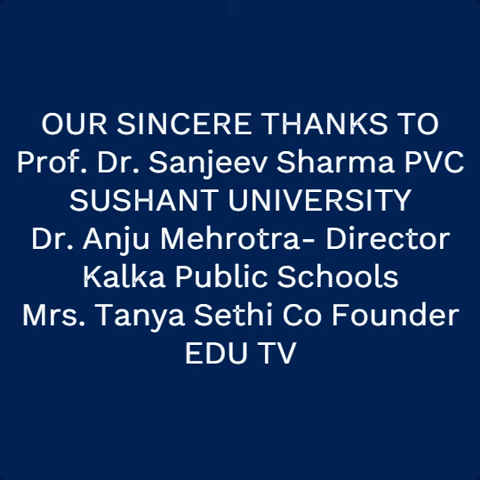 OUR SINCERE THANKS TO
Prof. Dr. Sanjeev Sharma PVC
SUSHANT UNIVERSITY
Dr. Anju Mehrotra- Director
Kalka Public Schools
Mrs. Tanya Sethi Co Founder
EDU TV